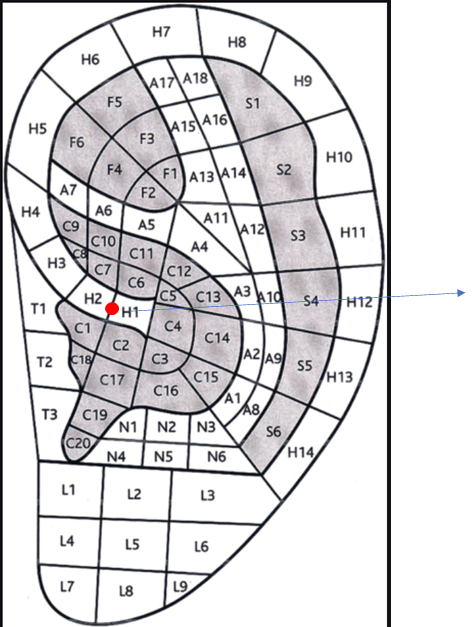 H7
H8
H6
A17 A18
H9
F5
S1
A15 A16
H5
F6
F3
H10
F4
F1
A13
A14
S2
A7
F2
H4
A6
A5
A11
A12
C9
C10
A4
S3
H11
C8
C11
H3
C7
C12
C6
A3
H2
C5
C13
A10
S4
H12
T1
H1
C1
C4
C14
C2
T2
C18
C3
A2
A9
S5
H13
C17
C16
C15
A1
T3
C19
A8
N1
N2
N3
S6
C20
N4
N5
N6
H14
L1
L2
L3
L4
L5
L6
L7
L8
L9